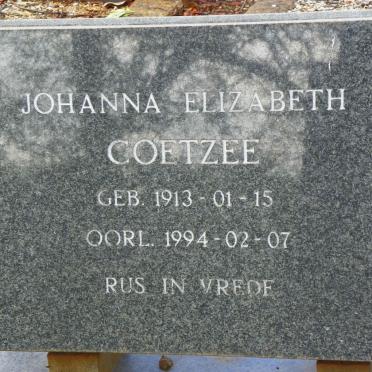 JOHANNA ELIZABETH
COETZEE
GEB. 1913-01-15
OORL. 1994-02-07
RUS IN VREDE